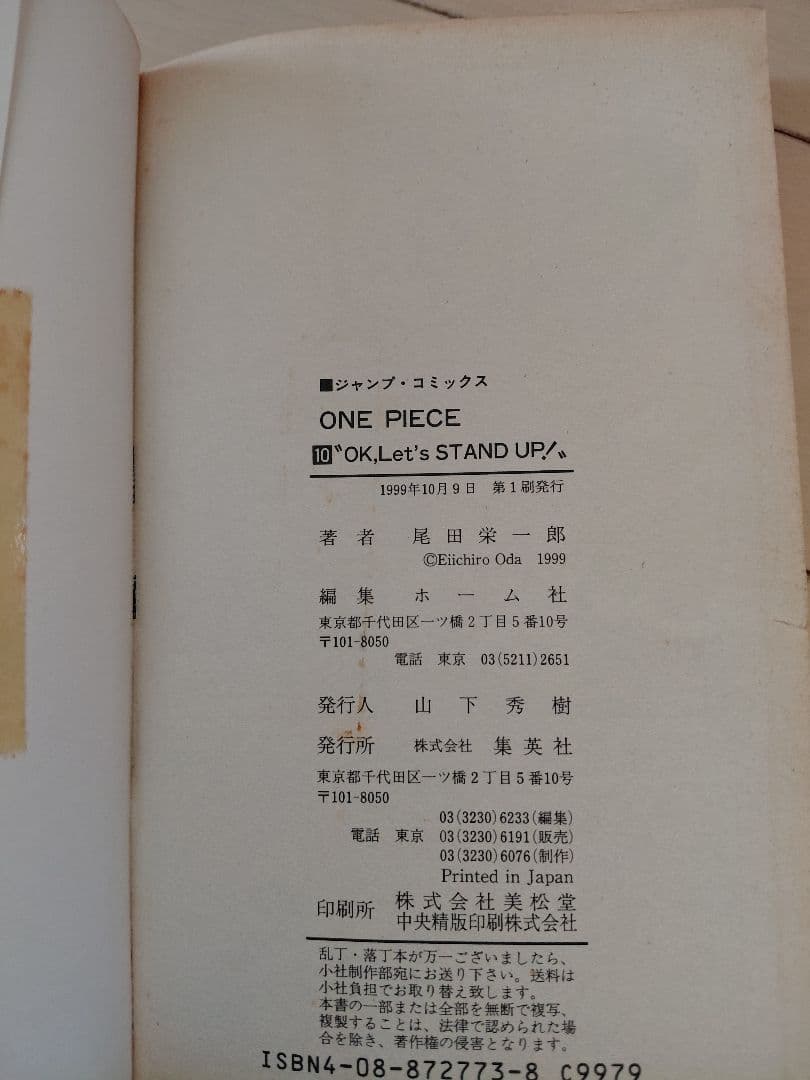 ■ジャンプ・コミックス
ONE PIECE
10〝OK,Let's STAND UP!〟
1999年10月9日 第1刷発行
著者 尾田栄一郎
©Eiichiro Oda 1999
編集 ホーム社
東京都千代田区一ツ橋2丁目5番10号
〒101-8050
電話 東京 03(5211)2651
発行人 山下秀樹
発行所 株式会社 集英社
東京都千代田区一ツ橋2丁目5番10号
〒101-8050
03(3230)6233(編集)
電話 東京 03(3230)6191(販売)
03(3230)6076(制作)
Printed in Japan
印刷所 株式会社美松堂
中央精版印刷株式会社
乱丁・落丁本が万一ございましたら、
小社制作部宛にお送り下さい。送料は
小社負担でお取り替え致します。
本書の一部または全部を無断で複写、
複製することは、法律で認められた場
合を除き、著作権の侵害となります。
ISBN4-08-872773-8 C9979